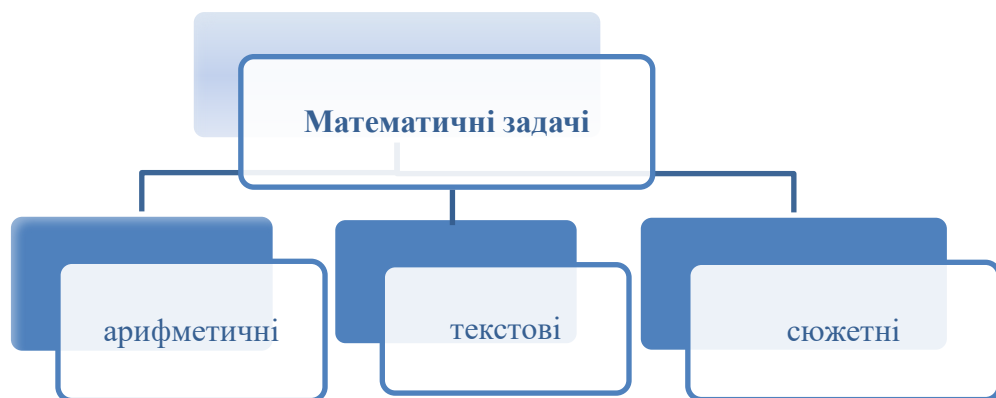 Математичні задачі
арифметичні
текстові
сюжетні